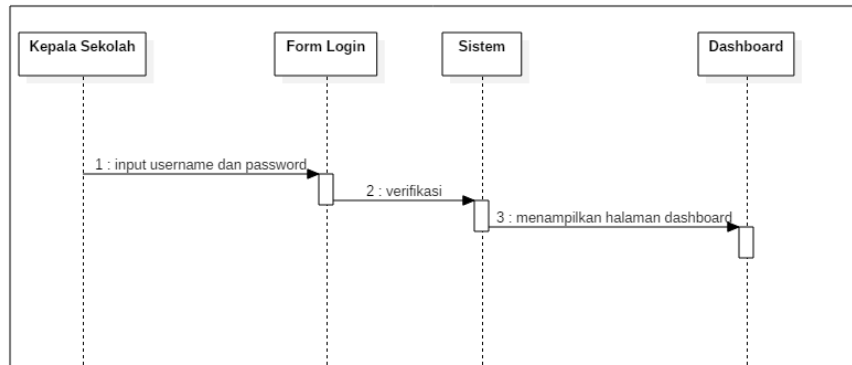 Kepala Sekolah
Form Login
Sistem
Dashboard
1 : input username dan password
2 : verifikasi
3 : menampilkan halaman dashboard